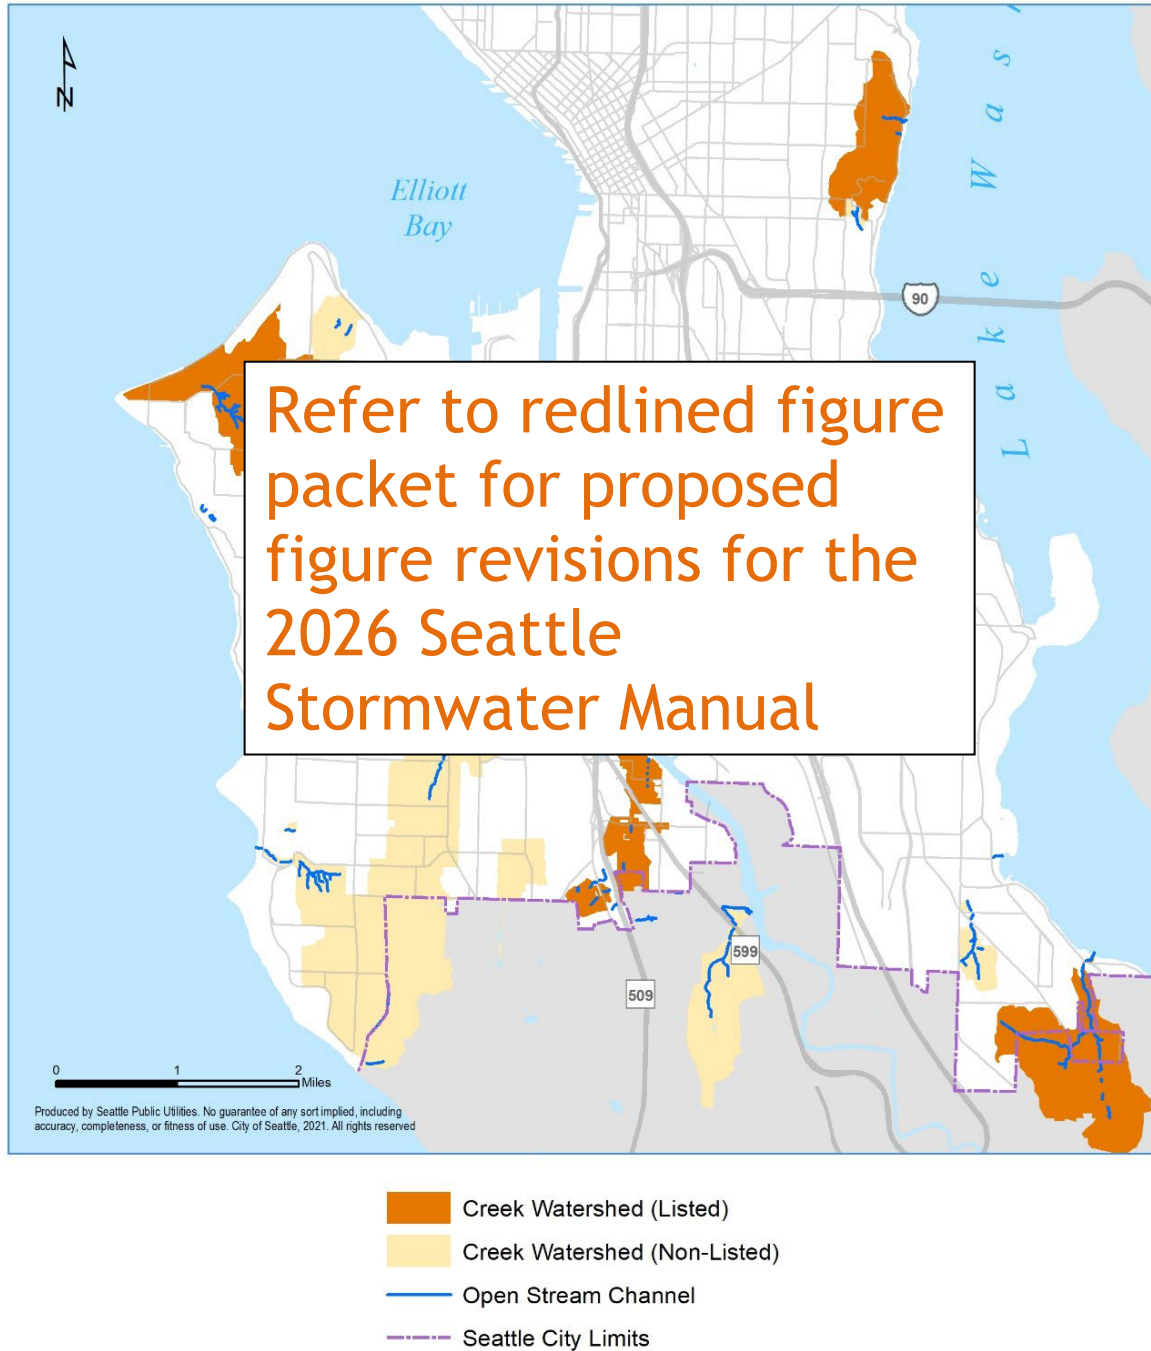 N
Elliott
Bay
Lake Was
90
Refer to redlined figure
packet for proposed
figure revisions for the
2026 Seattle
Stormwater Manual
599
509
0 1 2
Miles
Produced by Seattle Public Utilities. No guarantee of any sort implied, including
accuracy, completeness, or fitness of use. City of Seattle, 2021. All rights reserved
Creek Watershed (Listed)
Creek Watershed (Non-Listed)
Open Stream Channel
Seattle City Limits